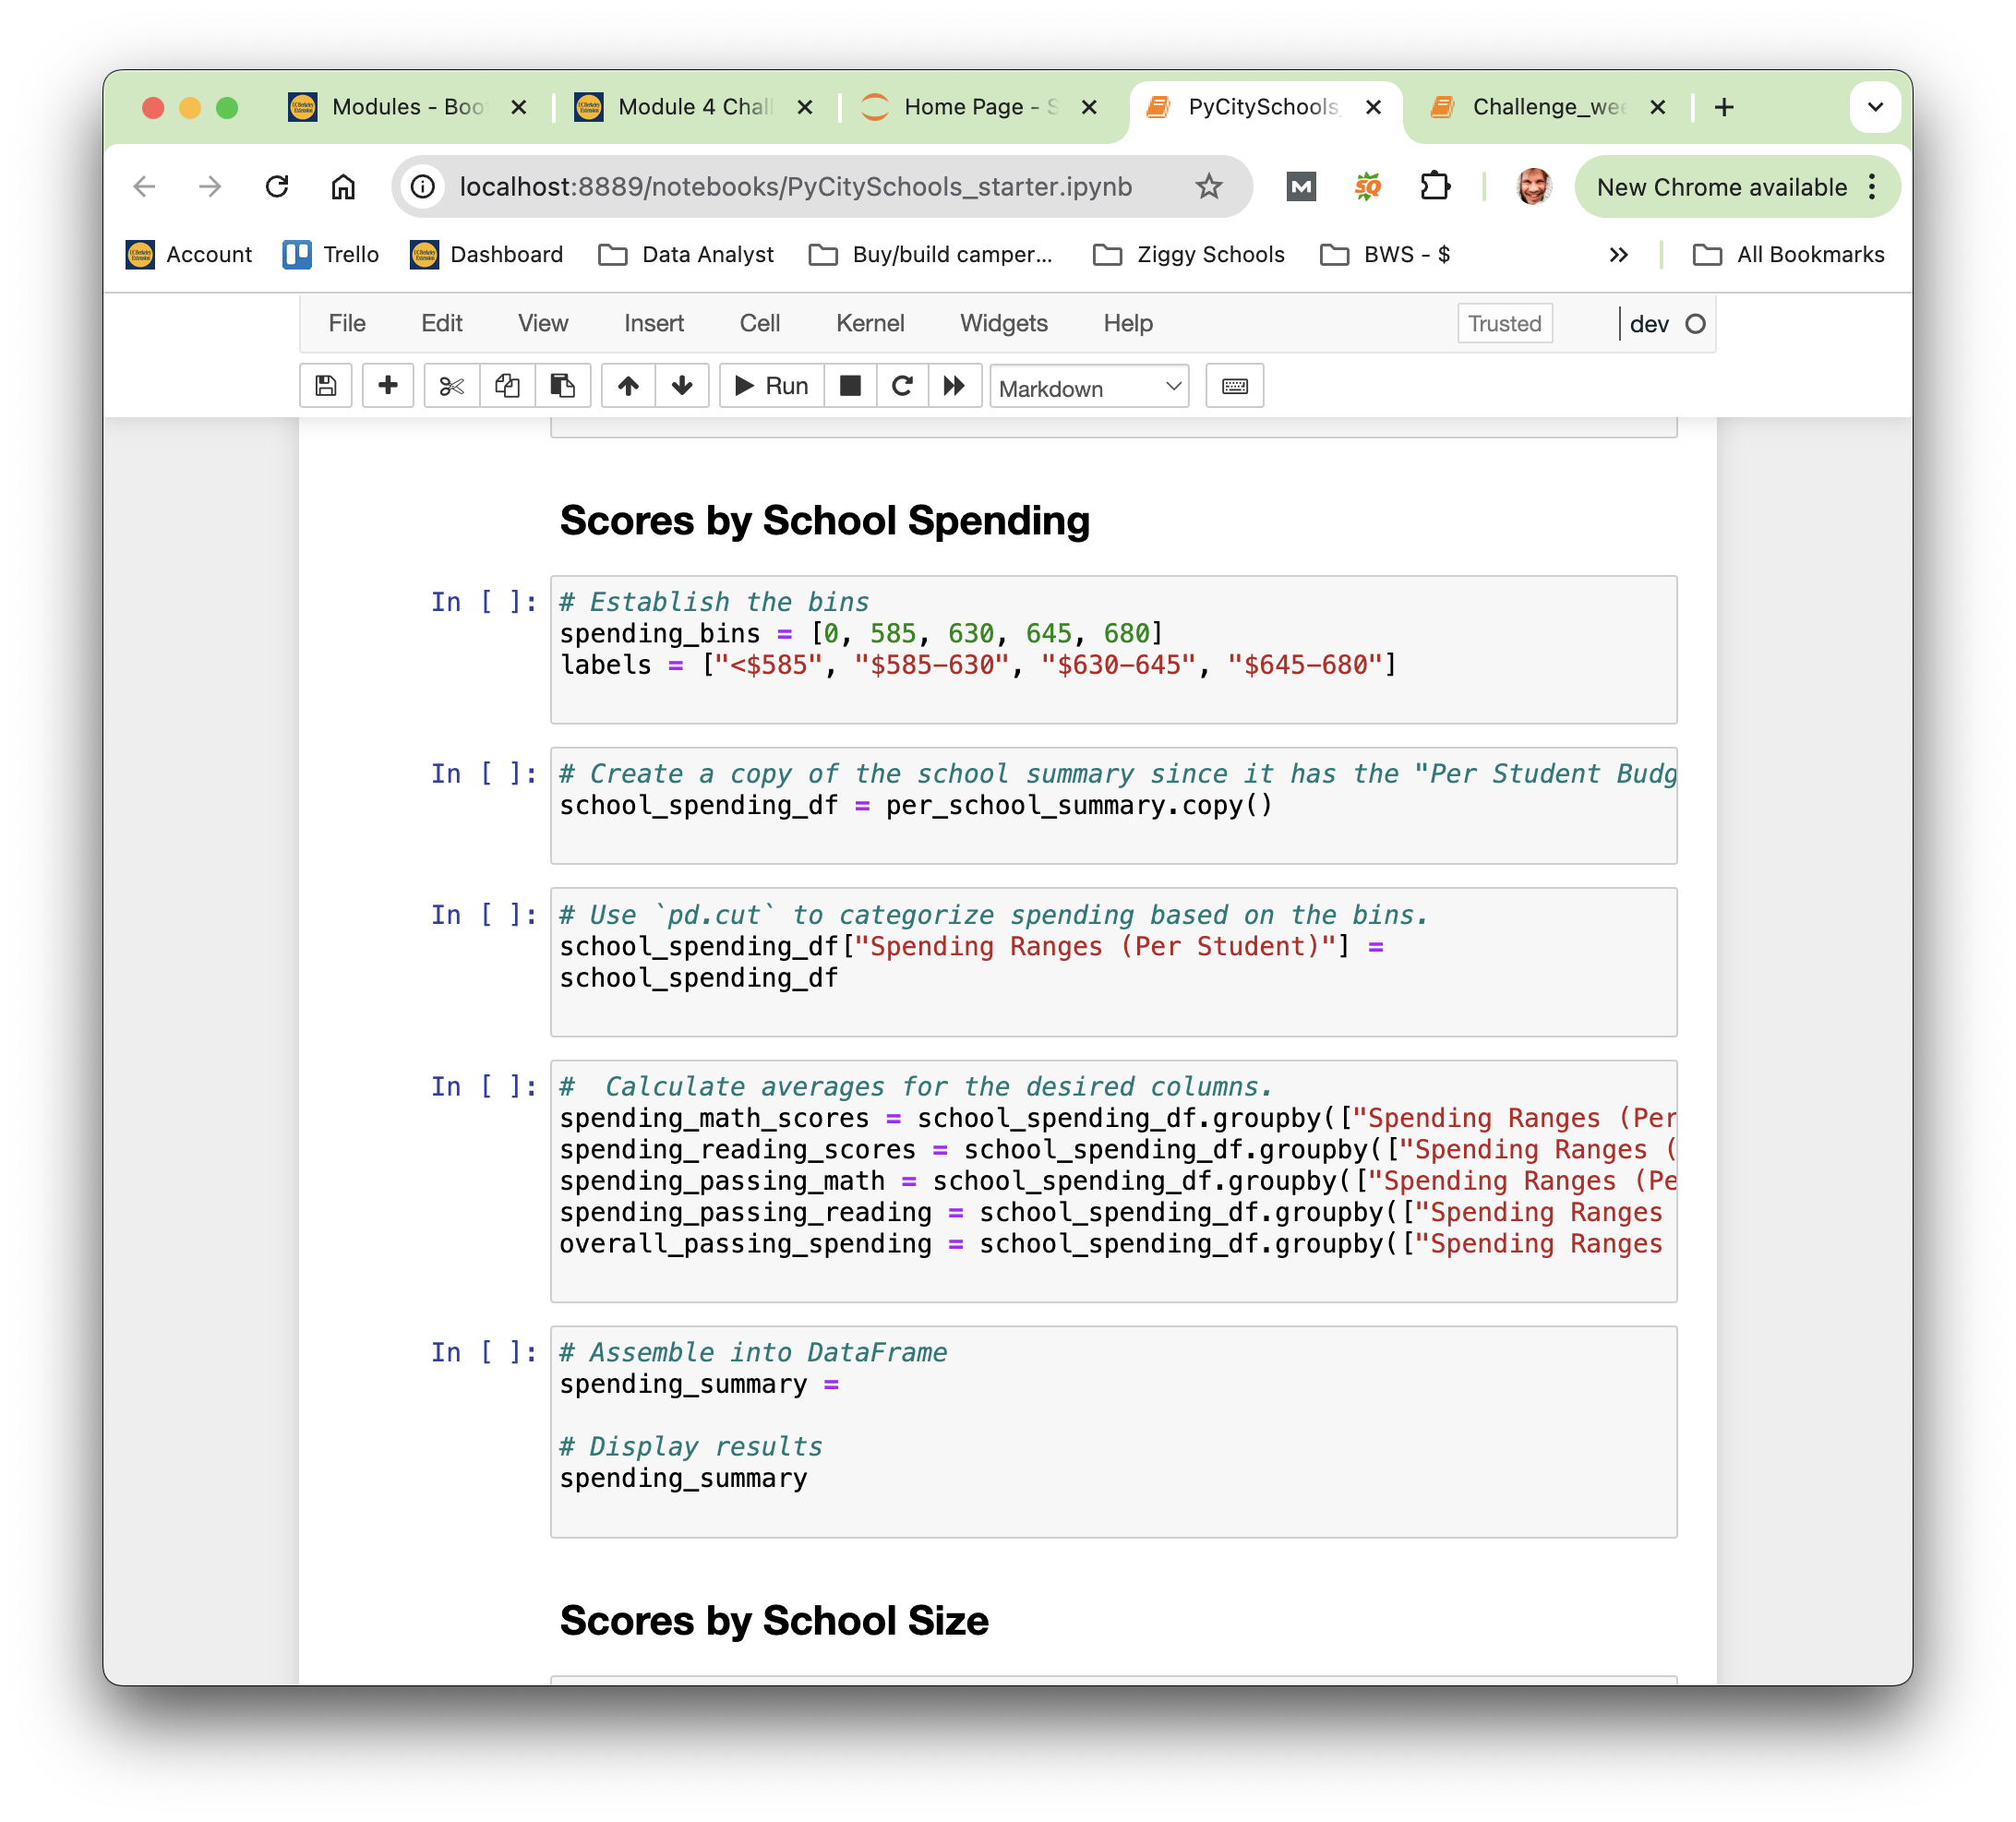 Modules - Boo
Module 4 Chall
Home Page - S
PyCitySchools_
Challenge_wee
localhost:8889/notebooks/PyCitySchools_starter.ipynb
New Chrome available
Account
Trello
Dashboard
Data Analyst
Buy/build camper...
Ziggy Schools
BWS - $
All Bookmarks
File Edit View Insert Cell Kernel Widgets Help
Trusted
dev
Run
Markdown
Scores by School Spending
In [ ]: # Establish the bins
spending_bins = [0, 585, 630, 645, 680]
labels = ["<$585", "$585-630", "$630-645", "$645-680"]
In [ ]: # Create a copy of the school summary since it has the "Per Student Budg
school_spending_df = per_school_summary.copy()
In [ ]: # Use `pd.cut` to categorize spending based on the bins.
school_spending_df["Spending Ranges (Per Student)"] =
school_spending_df
In [ ]: #  Calculate averages for the desired columns.
spending_math_scores = school_spending_df.groupby(["Spending Ranges (Per
spending_reading_scores = school_spending_df.groupby(["Spending Ranges (
spending_passing_math = school_spending_df.groupby(["Spending Ranges (Pe
spending_passing_reading = school_spending_df.groupby(["Spending Ranges
overall_passing_spending = school_spending_df.groupby(["Spending Ranges
In [ ]: # Assemble into DataFrame
spending_summary =
# Display results
spending_summary
Scores by School Size